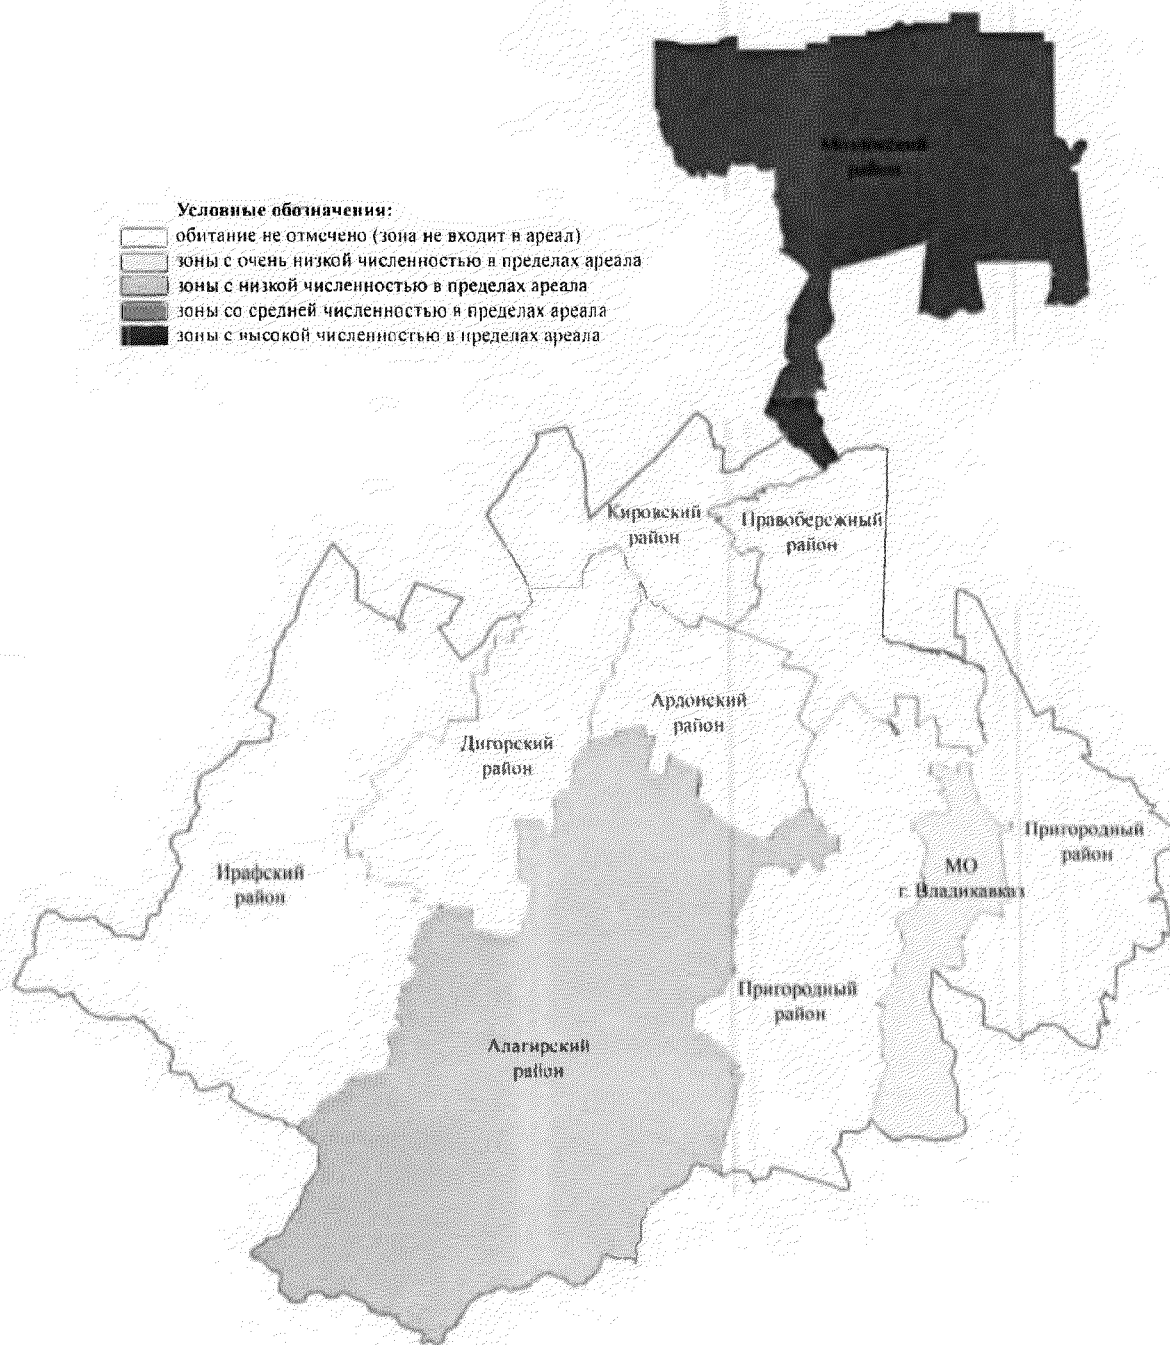 Условные обозначения:
обитание не отмечено (зона не входит в ареал)
зоны с очень низкой численностью в пределах ареала
зоны с низкой численностью в пределах ареала
зоны со средней численностью в пределах ареала
зоны с высокой численностью в пределах ареала
район
Кировский
район
Правобережный
район
Ардонский
район
Дигорский
район
Ирафский
район
МО
г. Владикавказ
Пригородный
район
Пригородный
район
Алагирский
район